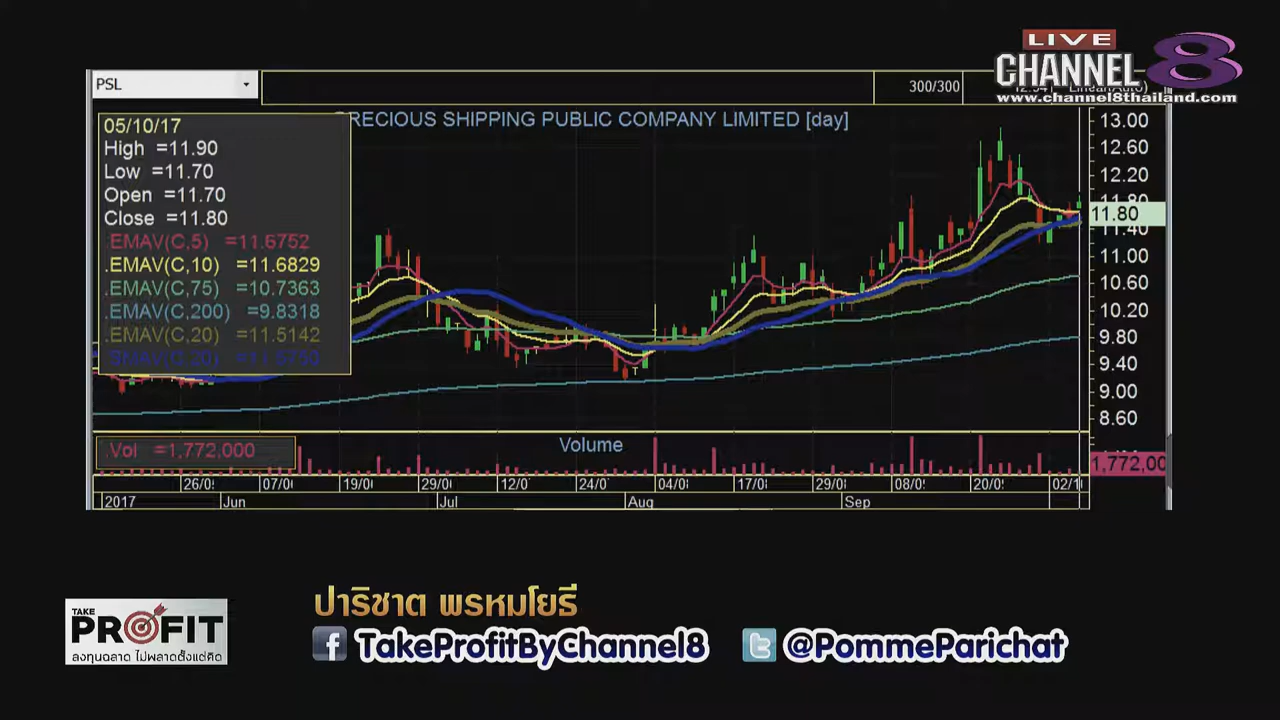 LIVE
CHANNEL 8
www.channel8thailand.com
PSL
300/300
PRECIOUS SHIPPING PUBLIC COMPANY LIMITED [day]
05/10/17
High =11.90
Low =11.70
Open =11.70
Close =11.80
.EMAV(C,5) =11.6752
.EMAV(C,10) =11.6829
.EMAV(C,75) =10.7363
.EMAV(C,200) =9.8318
.EMAV(C,20) =11.5142
13.00
12.60
12.20
11.80
11.80
11.40
11.00
10.60
10.20
9.80
9.40
9.00
8.60
.Vol =1,772,000
Volume
1,772,00
26/0 07/0 19/0 29/0 12/0 24/0 04/0 17/0 29/0 08/0 20/0 02/1
2017 Jun Jul Aug Sep
TAKE
PROFIT
ลงทุนฉลาด ไม่พลาดตั้งแต่คิด
ปาริชาต พรหมโยธี
TakeProfitByChannel8
@PommeParichat